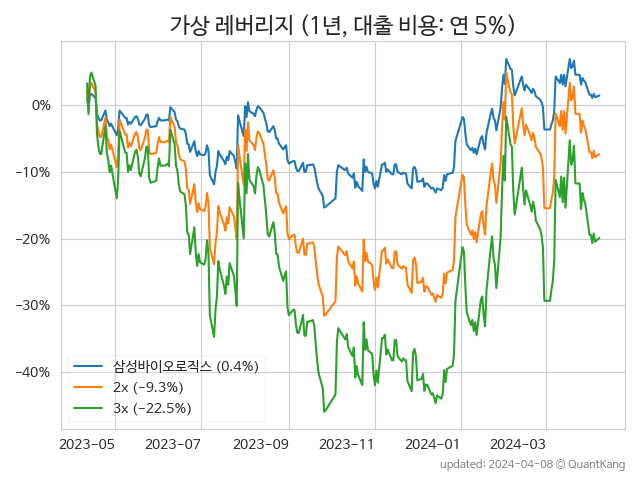 가상 레버리지 (1년, 대출 비용: 연 5%)
0%
−10%
−20%
−30%
−40%
삼성바이오로직스 (0.4%)
2x (−9.3%)
3x (−22.5%)
2023−05 2023−07 2023−09 2023−11 2024−01 2024−03
updated: 2024-04-08 © QuantKang